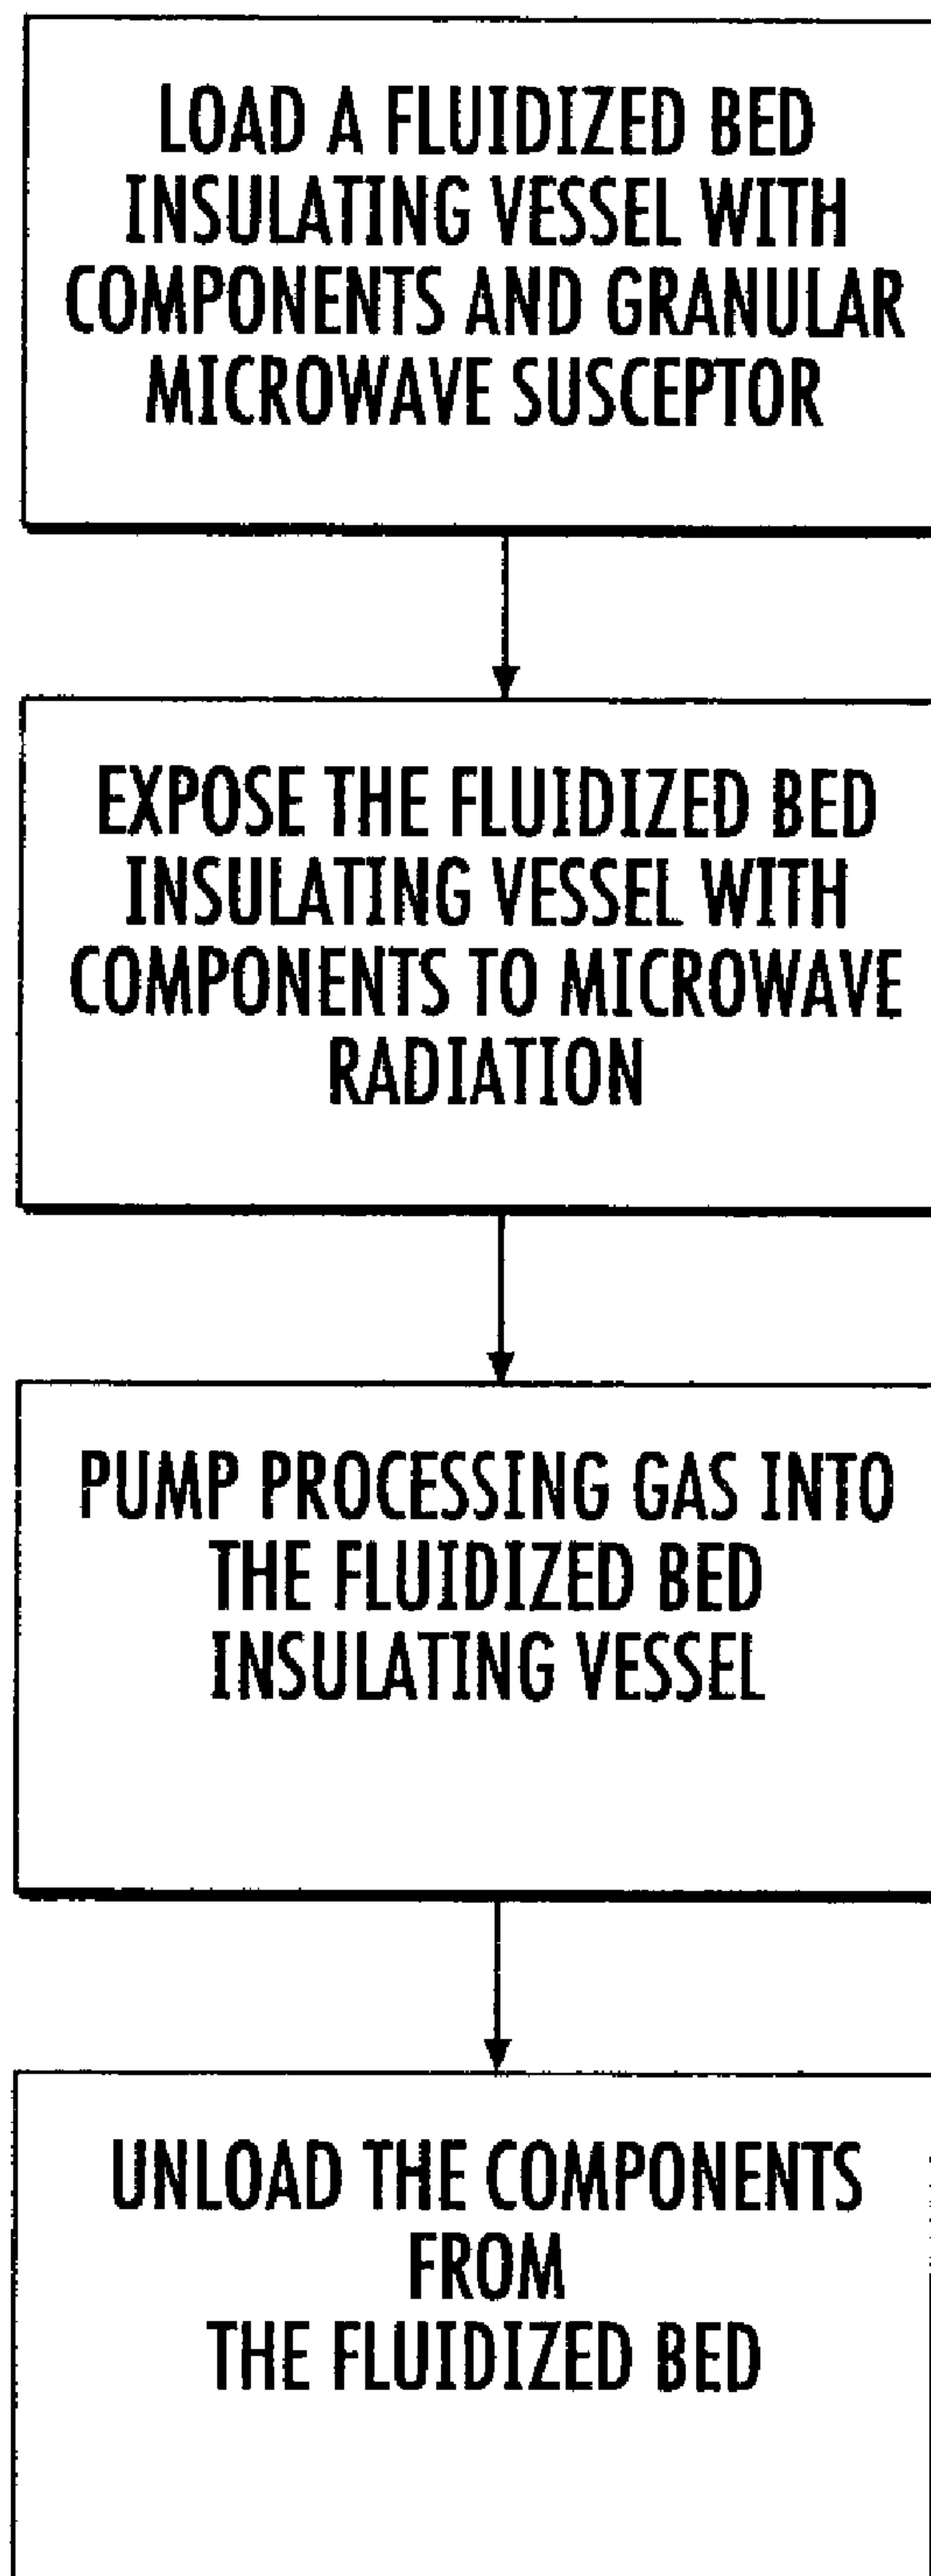 LOAD A FLUIDIZED BED
INSULATING VESSEL WITH
COMPONENTS AND GRANULAR
MICROWAVE SUSCEPTOR
EXPOSE THE FLUIDIZED BED
INSULATING VESSEL WITH
COMPONENTS TO MICROWAVE
RADIATION
PUMP PROCESSING GAS INTO
THE FLUIDIZED BED
INSULATING VESSEL
UNLOAD THE COMPONENTS
FROM
THE FLUIDIZED BED